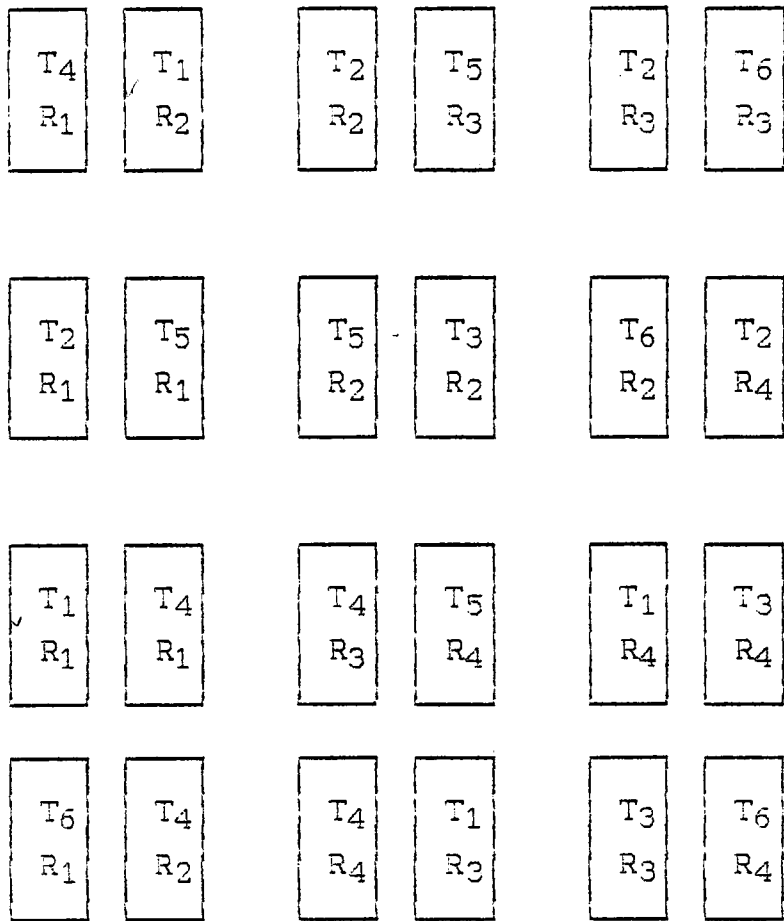 T4 T1 T2 T5 T2 T6
R1 R2 R2 R3 R3 R3
T2 T5 T5 T3 T6 T2
R1 R1 R2 R2 R2 R4
T1 T4 T4 T5 T1 T3
R1 R1 R3 R4 R4 R4
T6 T4 T4 T1 T3 T6
R1 R2 R4 R3 R3 R4